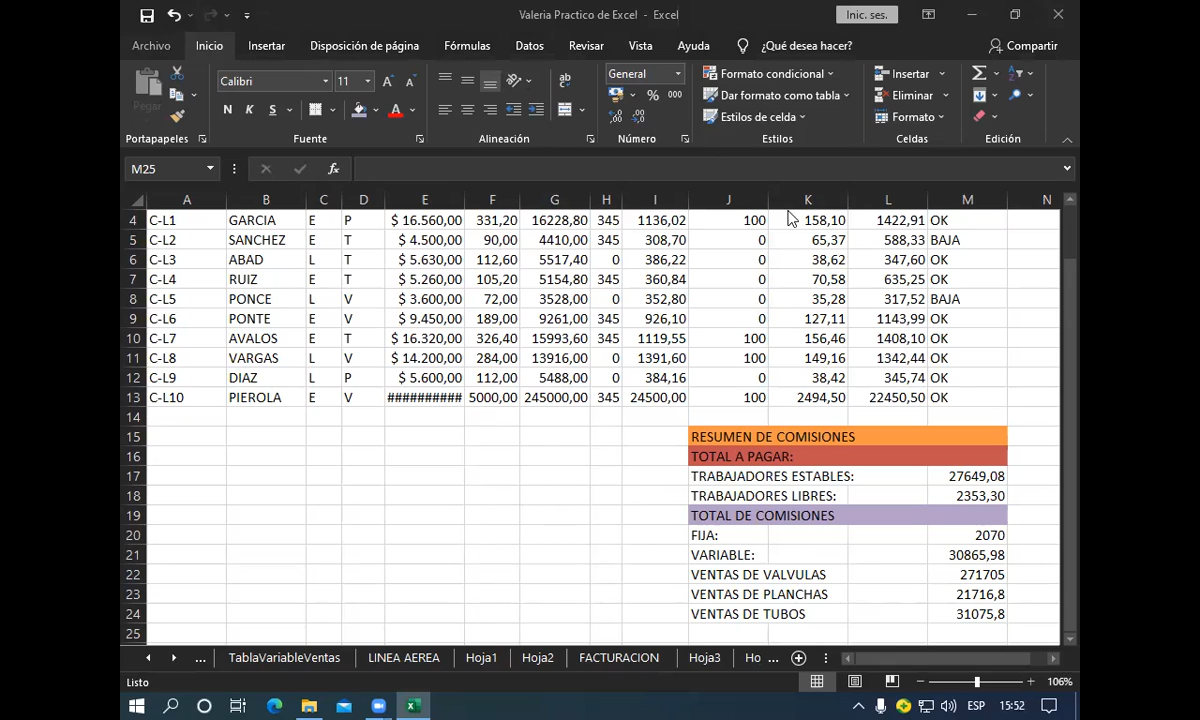 Valeria Practico de Excel - Excel
Inic. ses.
Archivo Inicio Insertar Disposición de página Fórmulas Datos Revisar Vista Ayuda ¿Qué desea hacer? Compartir
Pegar
Calibri 11
N K S
General
% 000
Formato condicional
Dar formato como tabla
Estilos de celda
Insertar
Eliminar
Formato
Portapapeles Fuente Alineación Número Estilos Celdas Edición
M25 fx
A B C D E F G H I J K L M N
4 C-L1 GARCIA E P $ 16.560,00 331,20 16228,80 345 1136,02 100 158,10 1422,91 OK
5 C-L2 SANCHEZ E T $ 4.500,00 90,00 4410,00 345 308,70 0 65,37 588,33 BAJA
6 C-L3 ABAD L T $ 5.630,00 112,60 5517,40 0 386,22 0 38,62 347,60 OK
7 C-L4 RUIZ E T $ 5.260,00 105,20 5154,80 345 360,84 0 70,58 635,25 OK
8 C-L5 PONCE L V $ 3.600,00 72,00 3528,00 0 352,80 0 35,28 317,52 BAJA
9 C-L6 PONTE E V $ 9.450,00 189,00 9261,00 345 926,10 0 127,11 1143,99 OK
10 C-L7 AVALOS E T $ 16.320,00 326,40 15993,60 345 1119,55 100 156,46 1408,10 OK
11 C-L8 VARGAS L V $ 14.200,00 284,00 13916,00 0 1391,60 100 149,16 1342,44 OK
12 C-L9 DIAZ L P $ 5.600,00 112,00 5488,00 0 384,16 0 38,42 345,74 OK
13 C-L10 PIEROLA E V ########## 5000,00 245000,00 345 24500,00 100 2494,50 22450,50 OK
14
15 RESUMEN DE COMISIONES
16 TOTAL A PAGAR:
17 TRABAJADORES ESTABLES: 27649,08
18 TRABAJADORES LIBRES: 2353,30
19 TOTAL DE COMISIONES
20 FIJA: 2070
21 VARIABLE: 30865,98
22 VENTAS DE VALVULAS 271705
23 VENTAS DE PLANCHAS 21716,8
24 VENTAS DE TUBOS 31075,8
25
... TablaVariableVentas LINEA AEREA Hoja1 Hoja2 FACTURACION Hoja3 Ho ...
Listo 106%
ESP 15:52